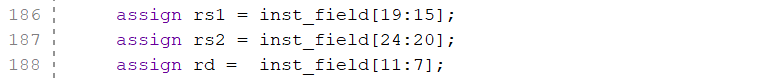 186 assign rs1 = inst_field[19:15];
187 assign rs2 = inst_field[24:20];
188 assign rd =  inst_field[11:7];